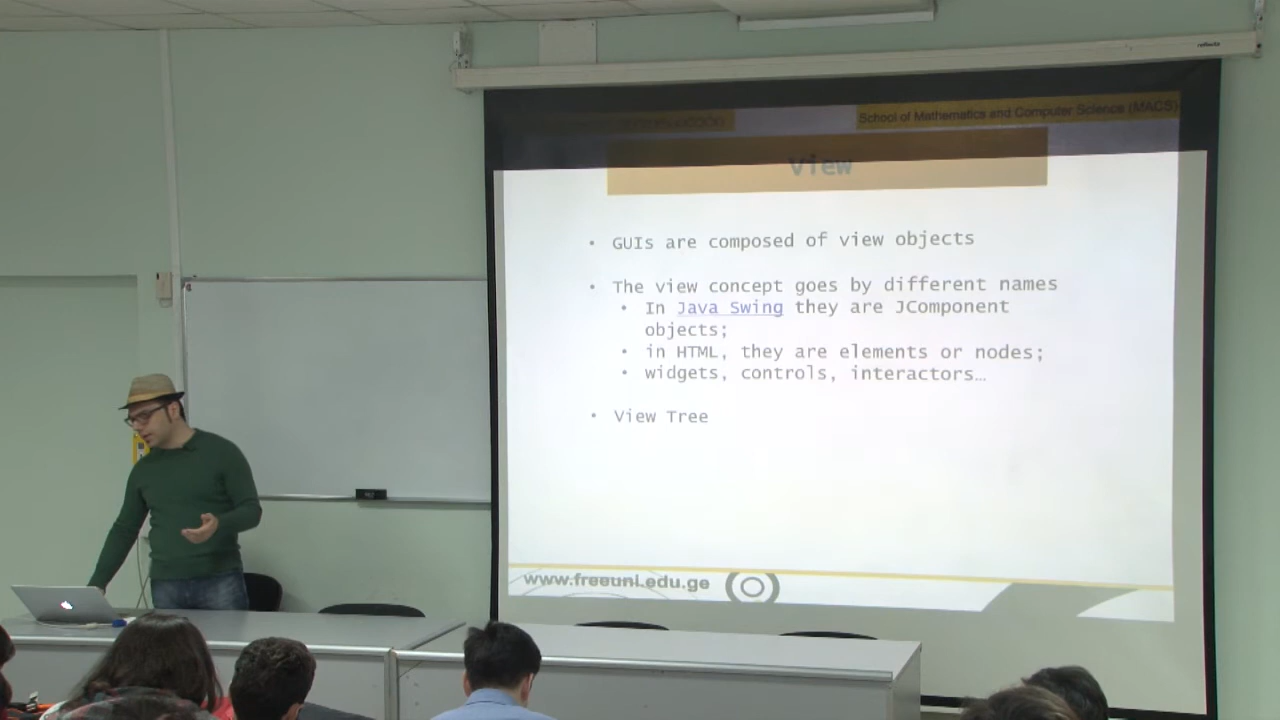 School of Mathematics and Computer Science (MACS)
View
• GUIs are composed of view objects
• The view concept goes by different names
• In Java Swing they are JComponent
objects;
• in HTML, they are elements or nodes;
• widgets, controls, interactors…
• View Tree
www.freeuni.edu.ge
reflecta